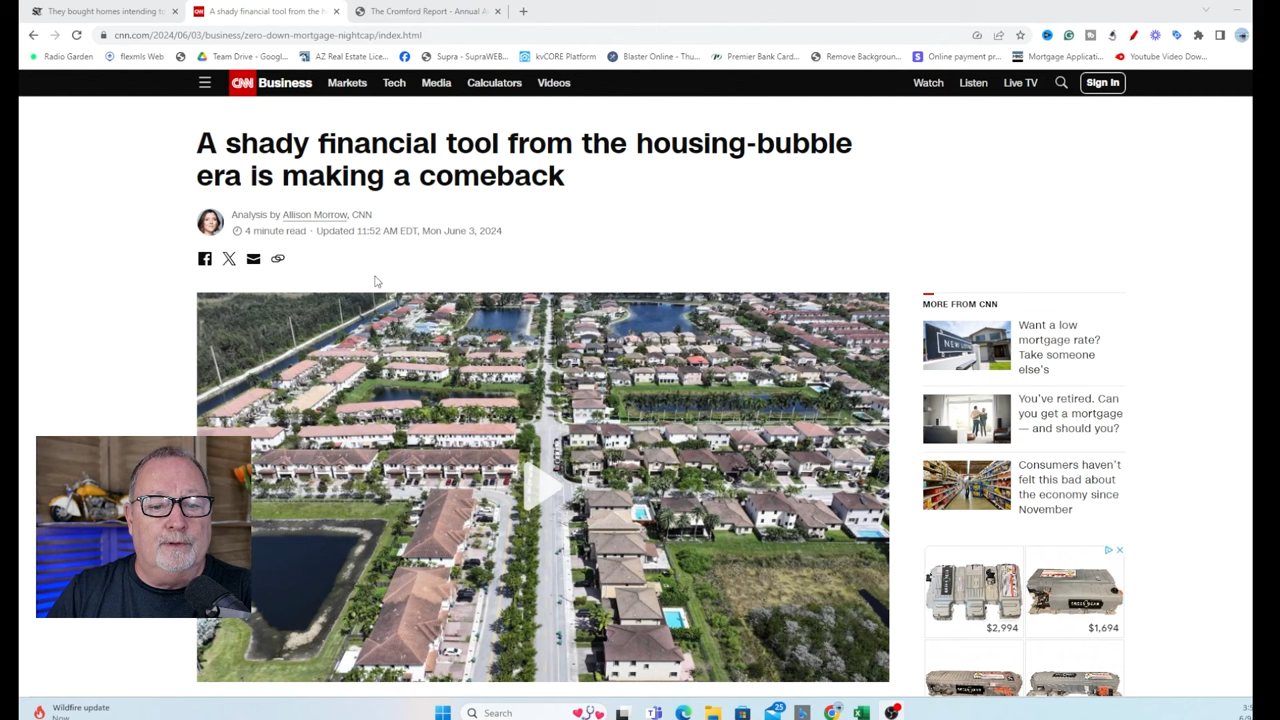 They bought homes intending to
A shady financial tool from the h
The Cromford Report - Annual A
cnn.com/2024/06/03/business/zero-down-mortgage-nightcap/index.html
Radio Garden
flexmls Web
Team Drive - Googl...
AZ Real Estate Lice...
Supra - SupraWEB...
kvCORE Platform
Blaster Online - Thu...
Premier Bank Card...
Remove Backgroun...
Online payment pr...
Mortgage Applicati...
Youtube Video Dow...
CNN Business Markets Tech Media Calculators Videos Watch Listen Live TV Sign in
A shady financial tool from the housing-bubble
era is making a comeback
Analysis by Allison Morrow, CNN
4 minute read · Updated 11:52 AM EDT, Mon June 3, 2024
MORE FROM CNN
Want a low
mortgage rate?
Take someone
else's
You've retired. Can
you get a mortgage
— and should you?
Consumers haven't
felt this bad about
the economy since
November
$2,994
$1,694
Wildfire update
Now
Search
25